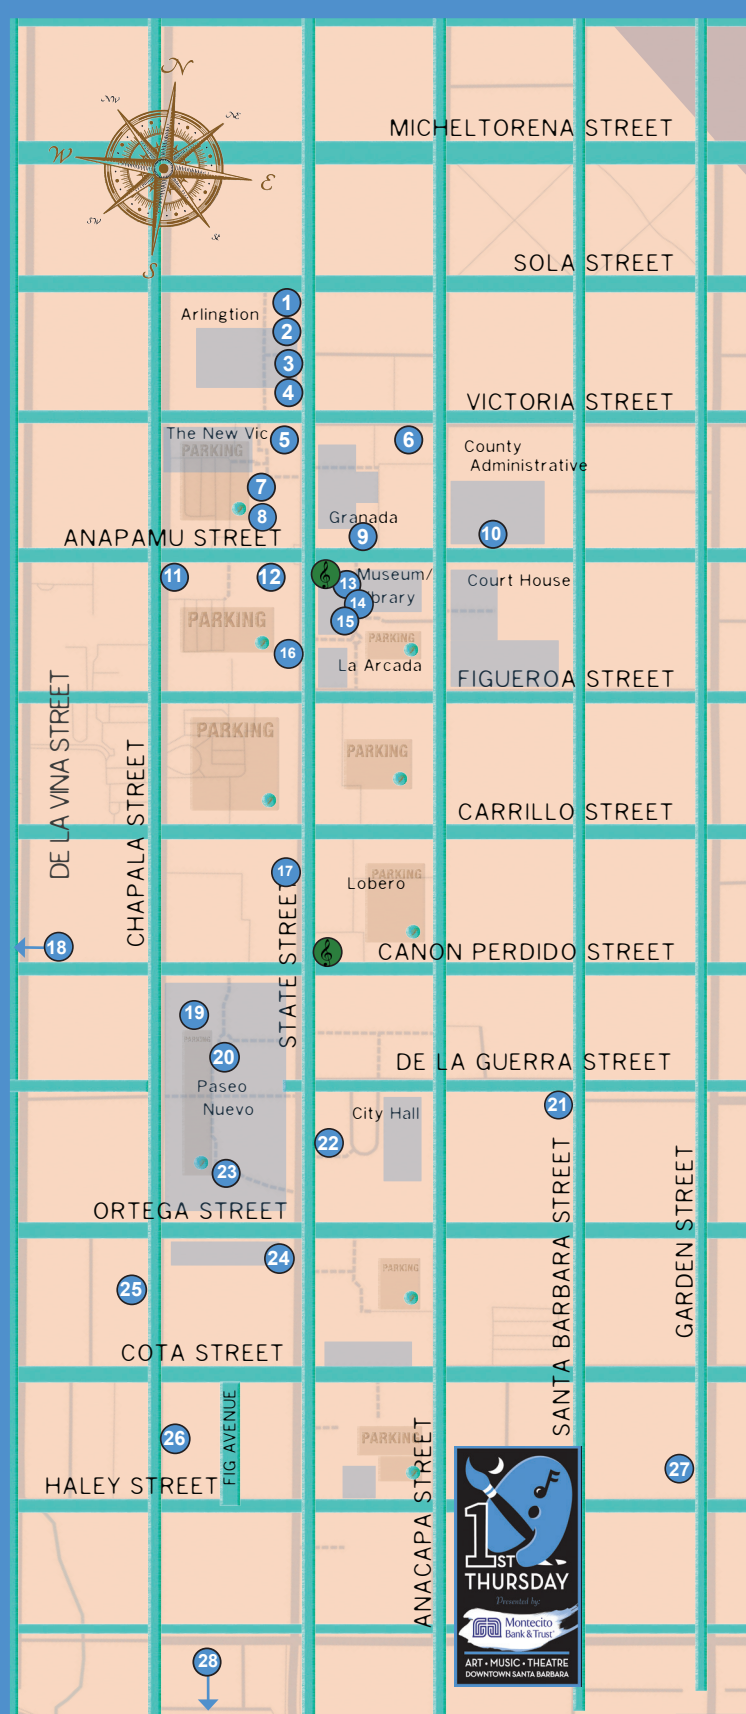 N
NW
NE
W
E
SW
SE
S
MICHELTORENA STREET
SOLA STREET
1
Arlington
2
3
4
VICTORIA STREET
The New Vic
5
6
PARKING
County
Administrative
7
8
Granada
ANAPAMU STREET
9
10
11
12
13
Museum/
Court House
14
brary
PARKING
15
PARKING
16
La Arcada
FIGUEROA STREET
DE LA VINA STREET
PARKING
CHAPALA STREET
PARKING
CARRILLO STREET
17
PARKING
Lobero
STATE STREET
18
CANON PERDIDO STREET
19
PARKING
20
DE LA GUERRA STREET
Paseo
Nuevo
21
City Hall
22
23
SANTA BARBARA STREET
GARDEN STREET
ORTEGA STREET
24
PARKING
25
COTA STREET
FIG AVENUE
26
PARKING
ANACAPA STREET
27
HALEY STREET
1ST
THURSDAY
Presented by:
Montecito
Bank & Trust
ART • MUSIC • THEATRE
DOWNTOWN SANTA BARBARA
28